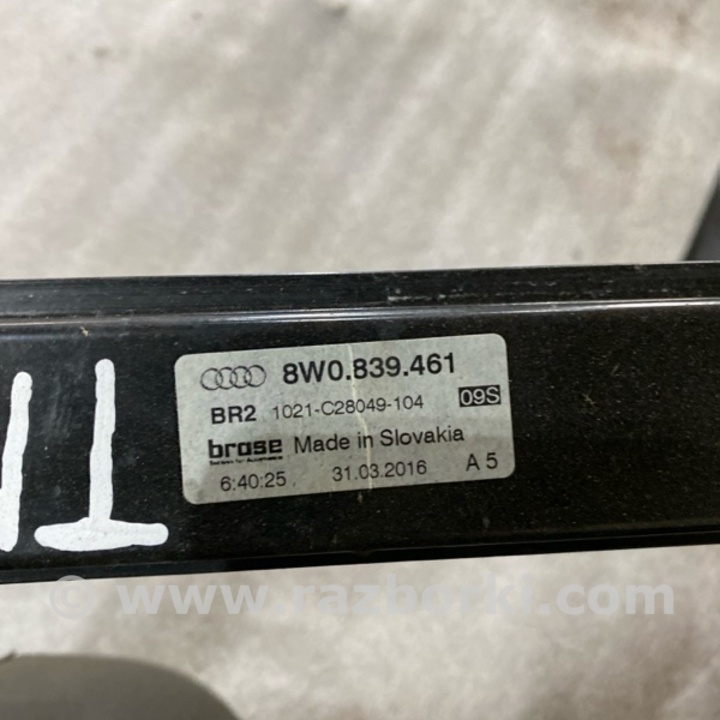 8W0.839.461
BR2 1021-C28049-104 09S
brose Made in Slovakia
6:40:25 31.03.2016 A 5
© www.razborki.com